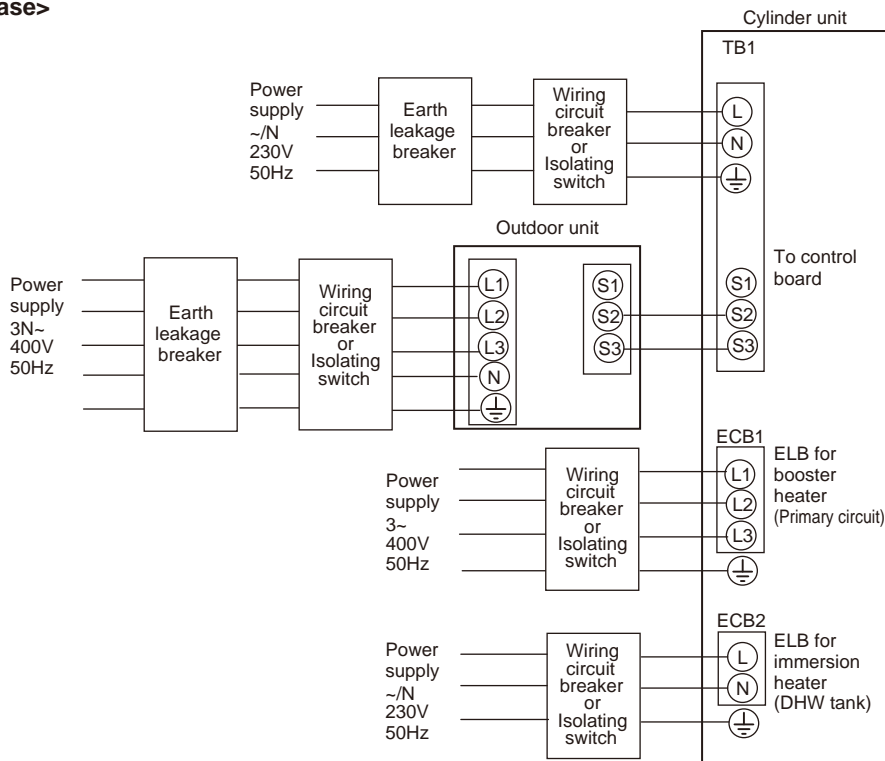 ase>
Cylinder unit
TB1
Power
supply
~/N
230V
50Hz
Earth
leakage
breaker
Wiring
circuit
breaker
or
Isolating
switch
L
N
Outdoor unit
Power
supply
3N~
400V
50Hz
Earth
leakage
breaker
Wiring
circuit
breaker
or
Isolating
switch
L1
L2
L3
N
S1
S2
S3
S1
S2
S3
To control
board
Power
supply
3~
400V
50Hz
Wiring
circuit
breaker
or
Isolating
switch
ECB1
L1
L2
L3
ELB for
booster
heater
(Primary circuit)
Power
supply
~/N
230V
50Hz
Wiring
circuit
breaker
or
Isolating
switch
ECB2
L
N
ELB for
immersion
heater
(DHW tank)